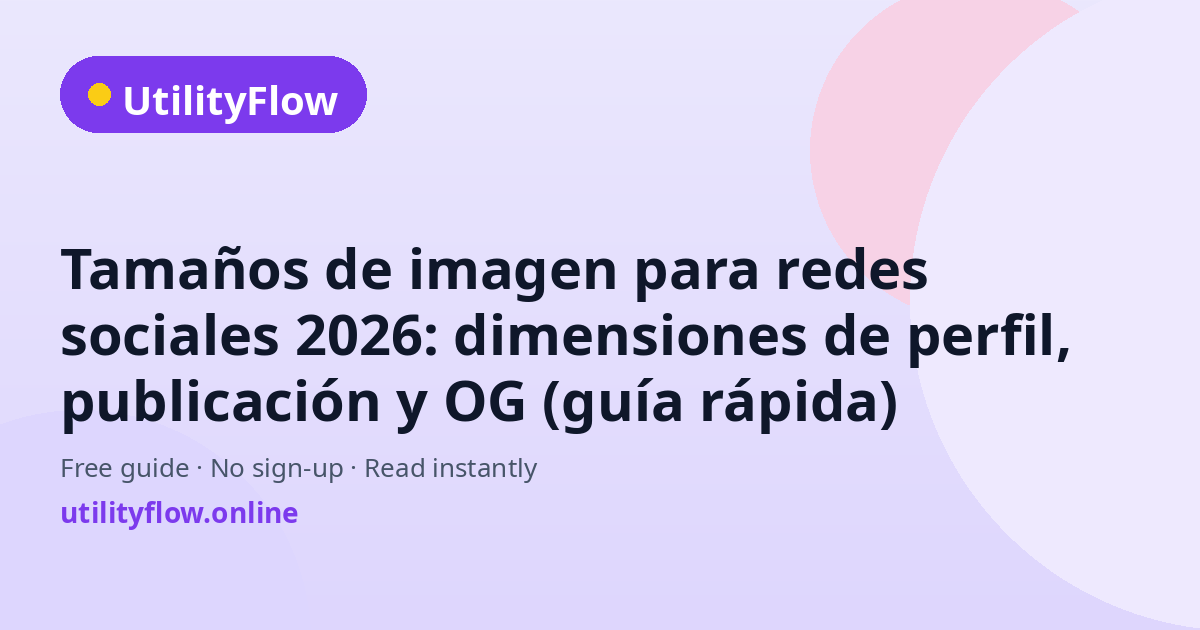 UtilityFlow
Tamaños de imagen para redes
sociales 2026: dimensiones de perfil,
publicación y OG (guía rápida)
Free guide · No sign-up · Read instantly
utilityflow.online